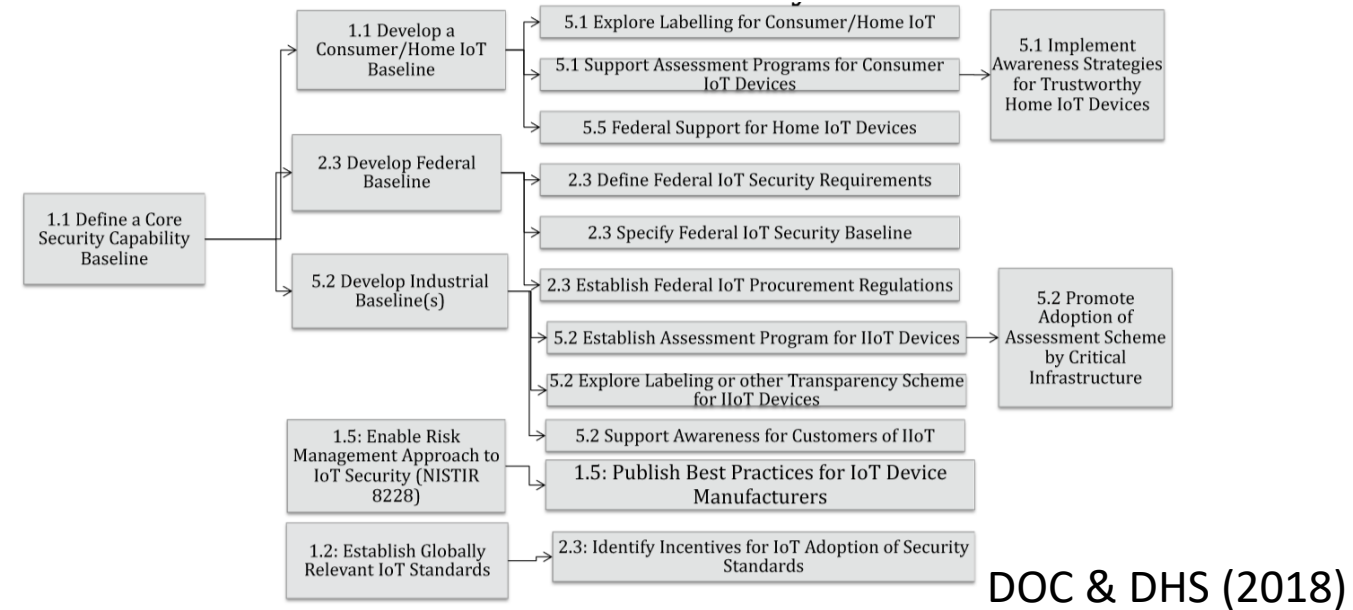 1.1 Define a Core
Security Capability
Baseline
1.1 Develop a
Consumer/Home IoT
Baseline
2.3 Develop Federal
Baseline
5.2 Develop Industrial
Baseline(s)
1.5: Enable Risk
Management Approach to
IoT Security (NISTIR
8228)
1.2: Establish Globally
Relevant IoT Standards
5.1 Explore Labelling for Consumer/Home IoT
5.1 Support Assessment Programs for Consumer
IoT Devices
5.5 Federal Support for Home IoT Devices
2.3 Define Federal IoT Security Requirements
2.3 Specify Federal IoT Security Baseline
2.3 Establish Federal IoT Procurement Regulations
5.2 Establish Assessment Program for IIoT Devices
5.2 Explore Labeling or other Transparency Scheme
for IIoT Devices
5.2 Support Awareness for Customers of IIoT
1.5: Publish Best Practices for IoT Device
Manufacturers
2.3: Identify Incentives for IoT Adoption of Security
Standards
5.1 Implement
Awareness Strategies
for Trustworthy
Home IoT Devices
5.2 Promote
Adoption of
Assessment Scheme
by Critical
Infrastructure
DOC & DHS (2018)